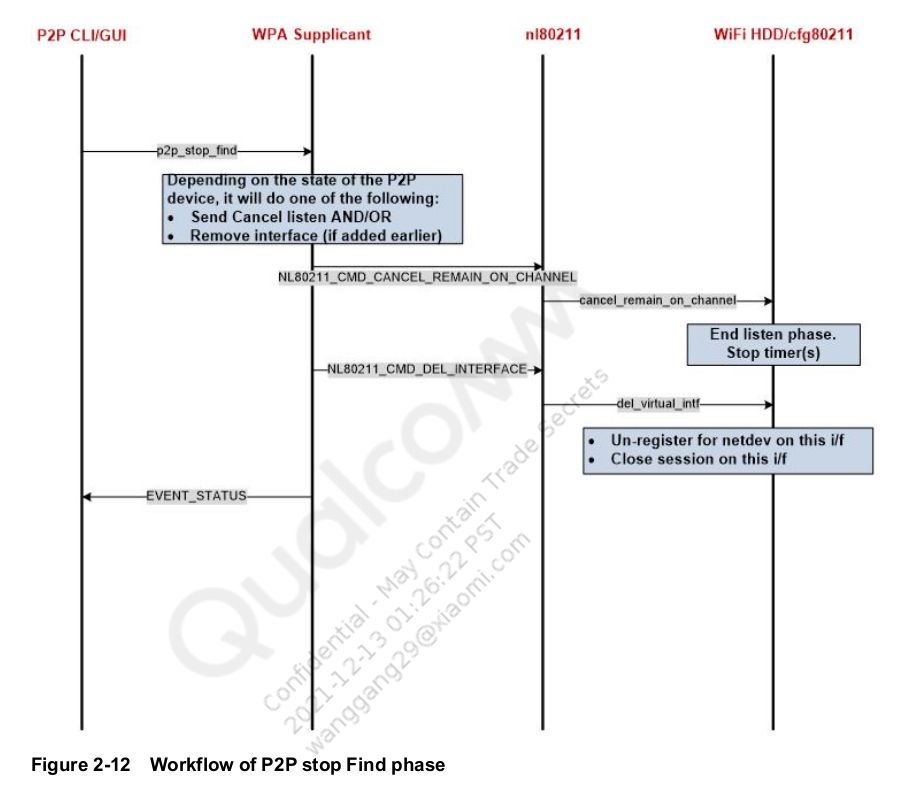 P2P CLI/GUI
WPA Supplicant
nl80211
WiFi HDD/cfg80211
p2p_stop_find
Depending on the state of the P2P
device, it will do one of the following:
• Send Cancel listen AND/OR
• Remove interface (if added earlier)
NL80211_CMD_CANCEL_REMAIN_ON_CHANNEL
cancel_remain_on_channel
End listen phase.
Stop timer(s)
NL80211_CMD_DEL_INTERFACE
del_virtual_intf
• Un-register for netdev on this i/f
• Close session on this i/f
EVENT_STATUS
Qualcomm
Confidential - May Contain Trade Secrets
2021-12-13 01:26:22 PST
wanggang29@xiaomi.com
Figure 2-12 Workflow of P2P stop Find phase